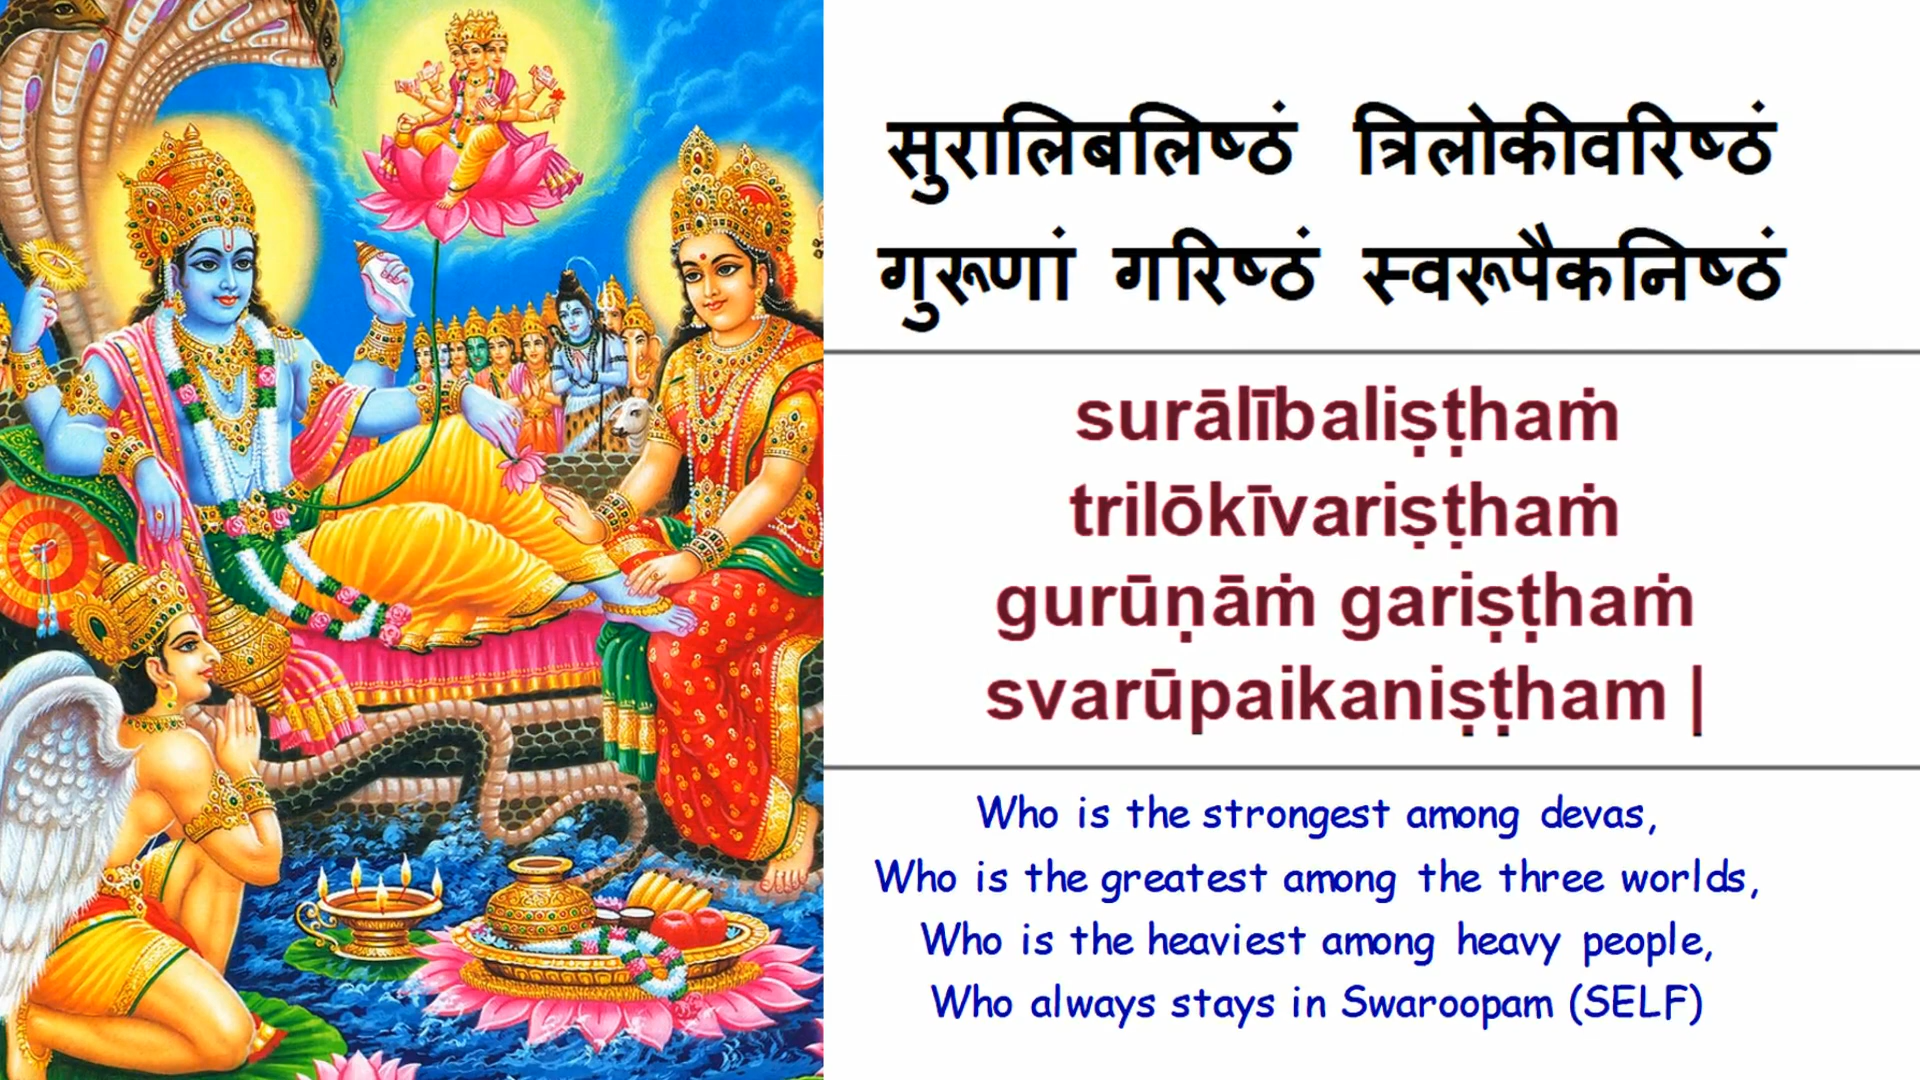 सुरालिबलिष्ठं त्रिलोकीवरिष्ठं
गुरूणां गरिष्ठं स्वरूपैकनिष्ठं
surālībaliṣṭhaṁ
trilōkīvariṣṭhaṁ
gurūṇāṁ gariṣṭhaṁ
svarūpaikaniṣṭham |
Who is the strongest among devas,
Who is the greatest among the three worlds,
Who is the heaviest among heavy people,
Who always stays in Swaroopam (SELF)